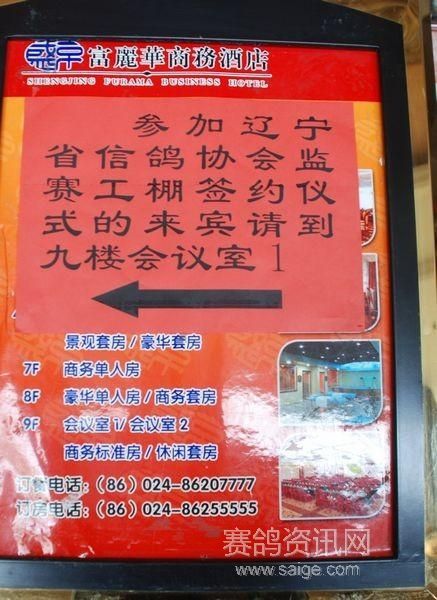 富麗華商務酒店
SHENGJING FURAMA BUSINESS HOTEL
参加辽宁
省信鸽协会监
赛工棚签约仪
式的来宾请到
九楼会议室1
景观套房/豪华套房
7F 商务单人房
8F 豪华单人房/商务套房
9F 会议室1/会议室2
商务标准房/休闲套房
订餐电话:(86) 024-86207777
订房电话:(86) 024-86255555
赛鸽资讯网
www.saige.com